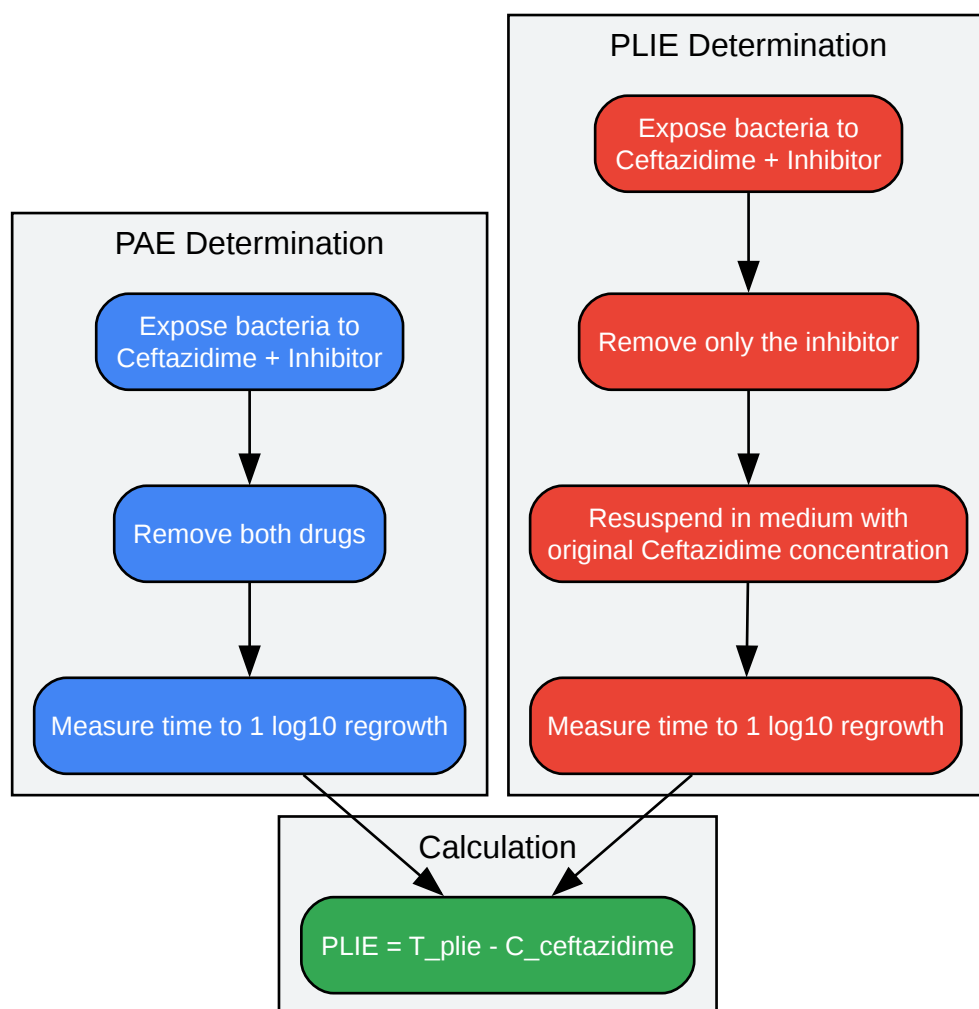 PAE Determination
Expose bacteria to
Ceftazidime + Inhibitor
Remove both drugs
Measure time to 1 log10 regrowth
PLIE Determination
Expose bacteria to
Ceftazidime + Inhibitor
Remove only the inhibitor
Resuspend in medium with
original Ceftazidime concentration
Measure time to 1 log10 regrowth
Calculation
PLIE = T_plie - C_ceftazidime